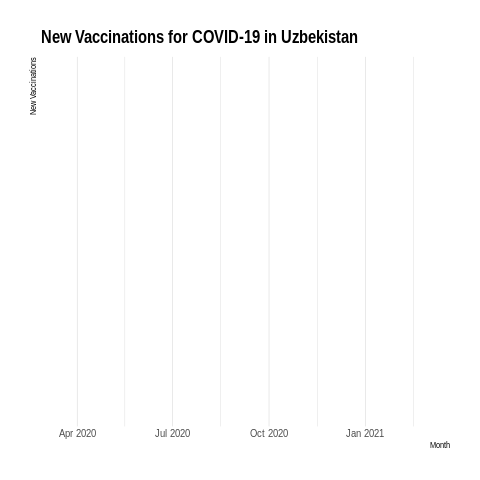 New Vaccinations for COVID-19 in Uzbekistan
New Vaccinations
Apr 2020 Jul 2020 Oct 2020 Jan 2021
Month